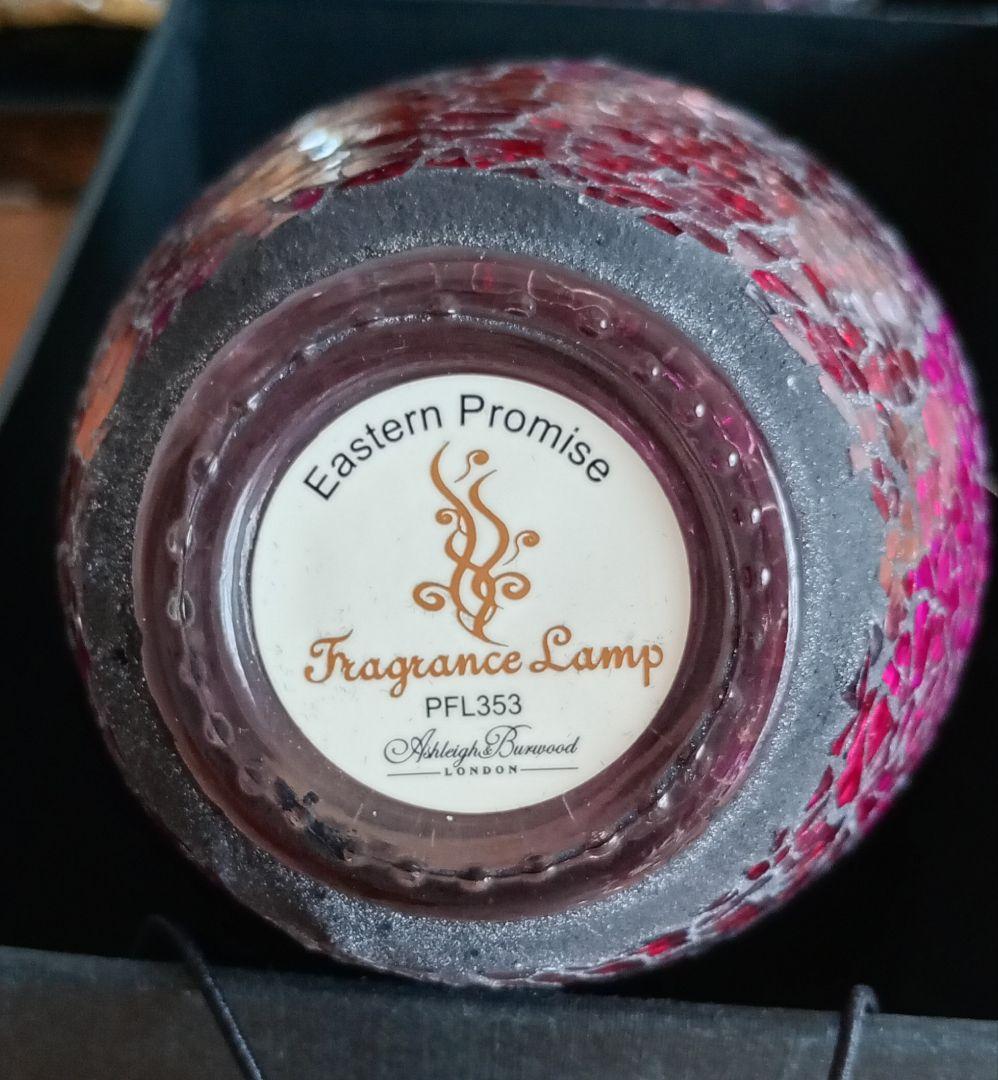 Eastern Promise
Fragrance Lamp
PFL353
Ashleigh & Burwood
LONDON